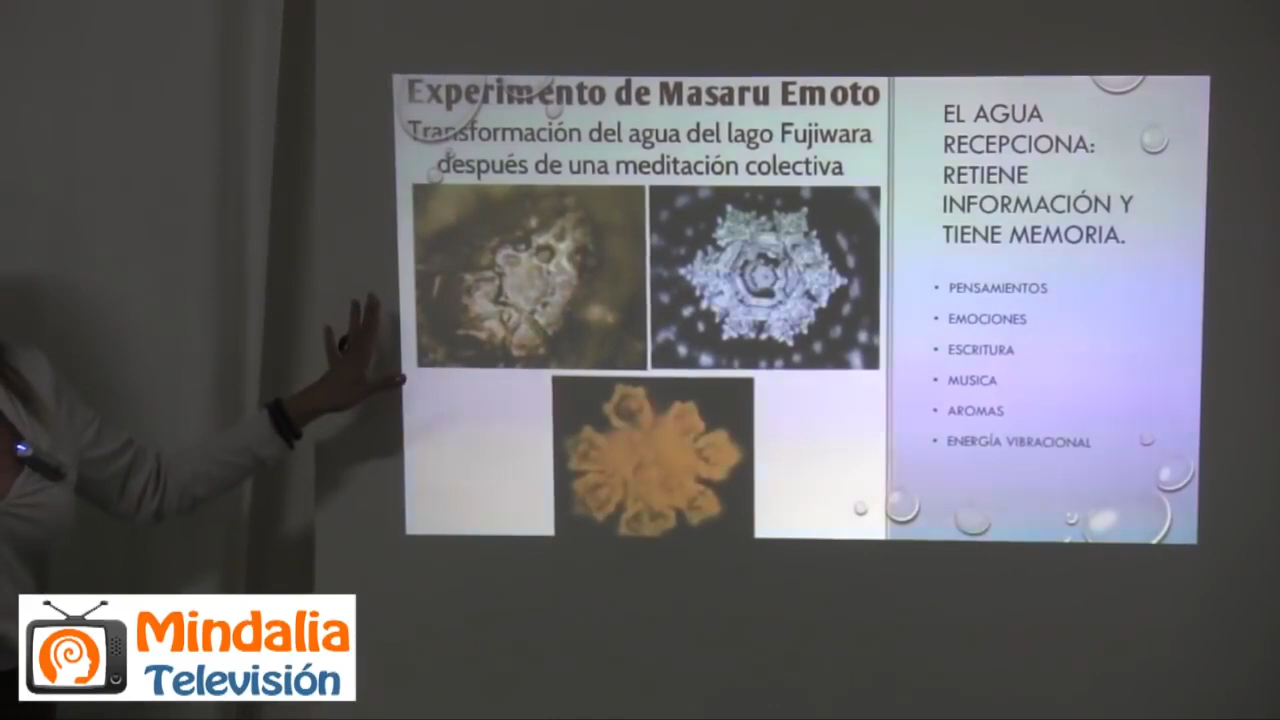 Experimento de Masaru Emoto
Transformación del agua del lago Fujiwara
después de una meditación colectiva
EL AGUA
RECEPCIONA:
RETIENE
INFORMACIÓN Y
TIENE MEMORIA.
• PENSAMIENTOS
• EMOCIONES
• ESCRITURA
• MUSICA
• AROMAS
• ENERGÍA VIBRACIONAL
Mindalia
Televisión